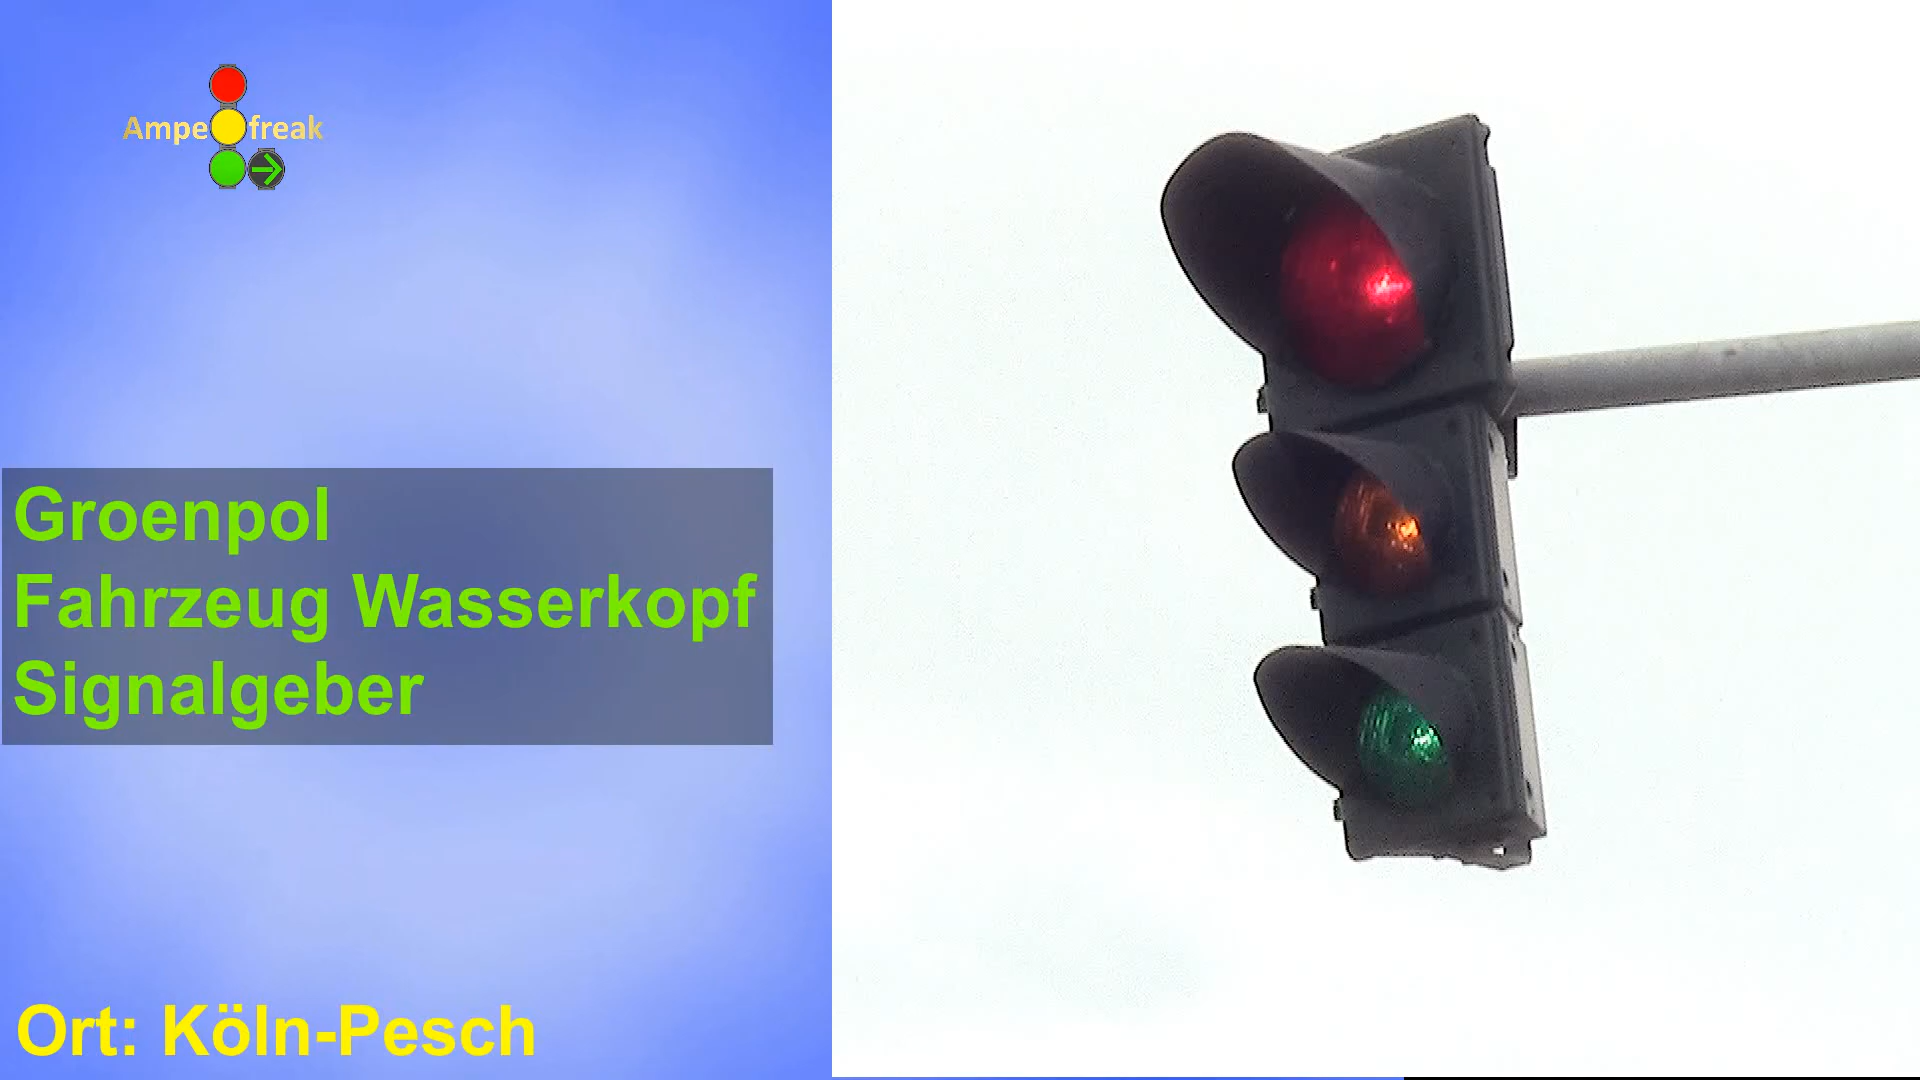 Ampe freak
Groenpol
Fahrzeug Wasserkopf
Signalgeber
Ort: Köln-Pesch